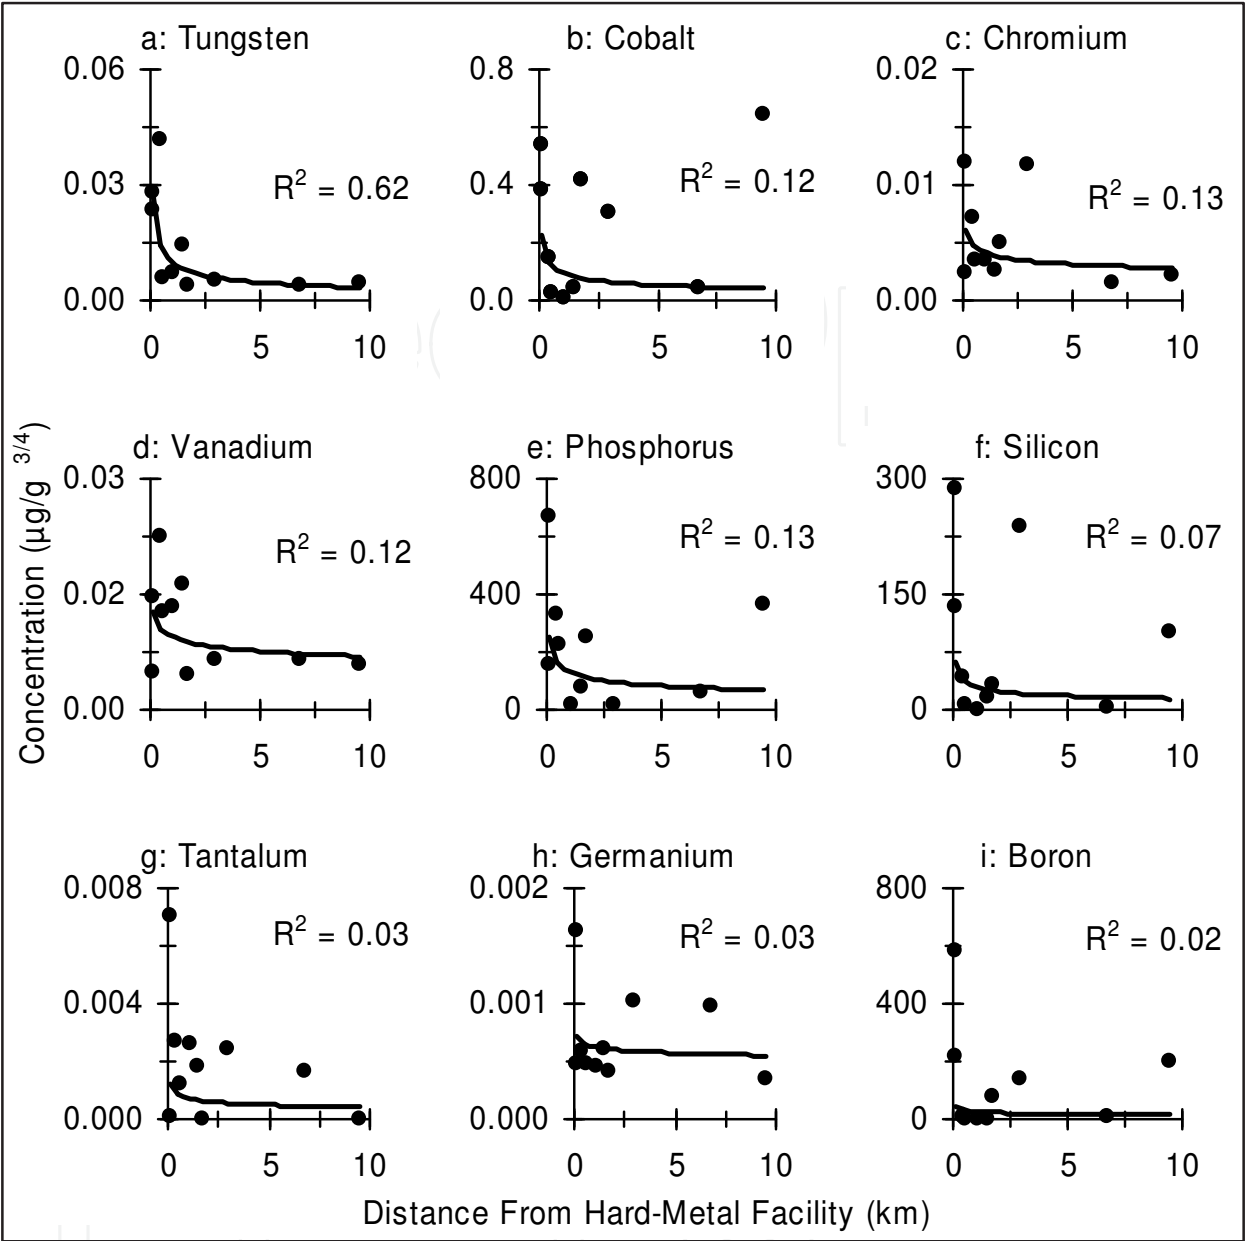 a: Tungsten
0.06
0.03
0.00
R² = 0.62
0 5 10
b: Cobalt
0.8
0.4
0.0
R² = 0.12
0 5 10
c: Chromium
0.02
0.01
0.00
R² = 0.13
0 5 10
Concentration (µg/g ³/⁴)
d: Vanadium
0.03
0.02
0.00
R² = 0.12
0 5 10
e: Phosphorus
800
400
0
R² = 0.13
0 5 10
f: Silicon
300
150
0
R² = 0.07
0 5 10
g: Tantalum
0.008
0.004
0.000
R² = 0.03
0 5 10
h: Germanium
0.002
0.001
0.000
R² = 0.03
0 5 10
i: Boron
800
400
0
R² = 0.02
0 5 10
Distance From Hard-Metal Facility (km)